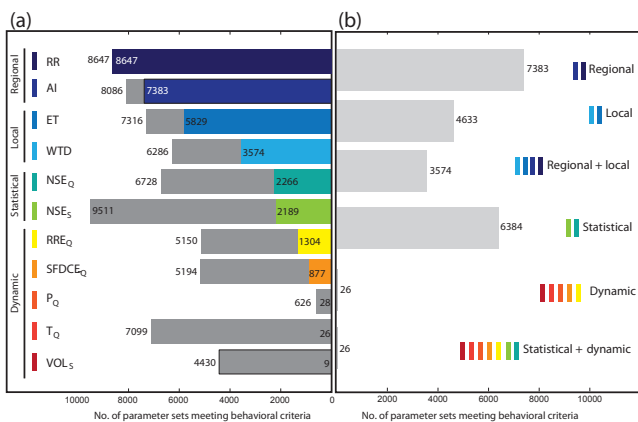 (a)
Regional
Local
Statistical
Dynamic
RR 8647 8647
AI 8086 7383
ET 7316 5829
WTD 6286 3574
NSE_Q 6728 2266
NSE_S 9511 2189
RRE_Q 5150 1304
SFDCE_Q 5194 877
P_Q 626 28
T_Q 7099 26
VOL_S 4430 9
10000 8000 6000 4000 2000 0
No. of parameter sets meeting behavioral criteria
(b)
7383 Regional
4633 Local
3574 Regional + local
6384 Statistical
26 Dynamic
26 Statistical + dynamic
2000 4000 6000 8000 10000
No. of parameter sets meeting behavioral criteria